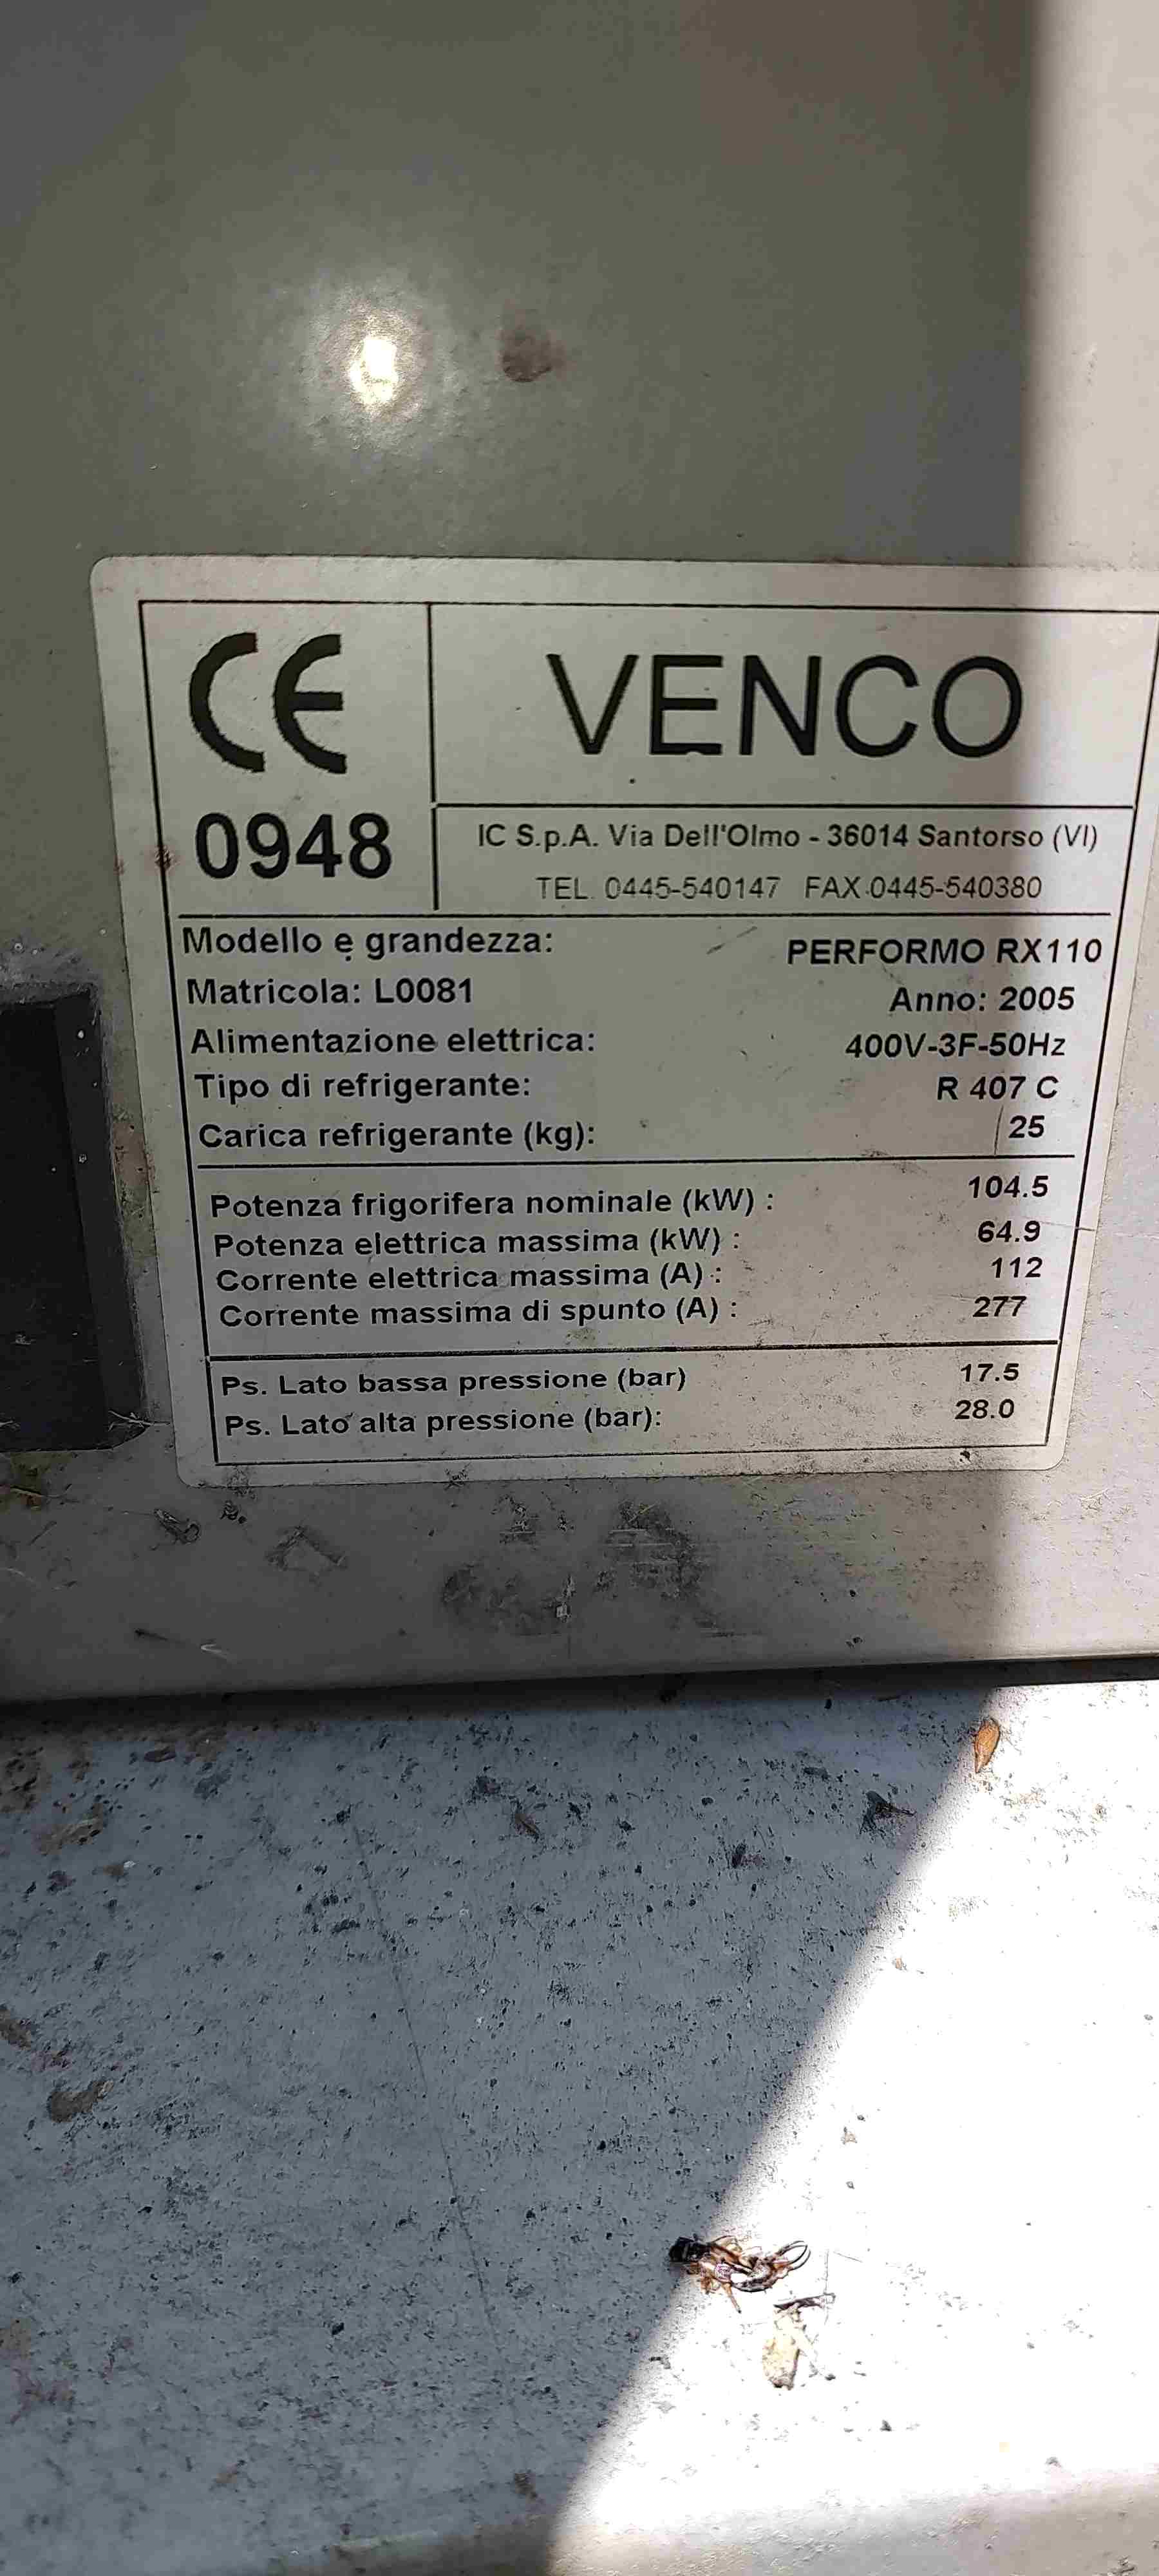 CE
0948
VENCO
IC S.p.A. Via Dell'Olmo - 36014 Santorso (VI)
TEL. 0445-540147 FAX.0445-540380
Modello e grandezza: PERFORMO RX110
Matricola: L0081 Anno: 2005
Alimentazione elettrica: 400V-3F-50Hz
Tipo di refrigerante: R 407 C
Carica refrigerante (kg): 25
Potenza frigorifera nominale (kW) : 104.5
Potenza elettrica massima (kW) : 64.9
Corrente elettrica massima (A) : 112
Corrente massima di spunto (A) : 277
Ps. Lato bassa pressione (bar) 17.5
Ps. Lato alta pressione (bar): 28.0